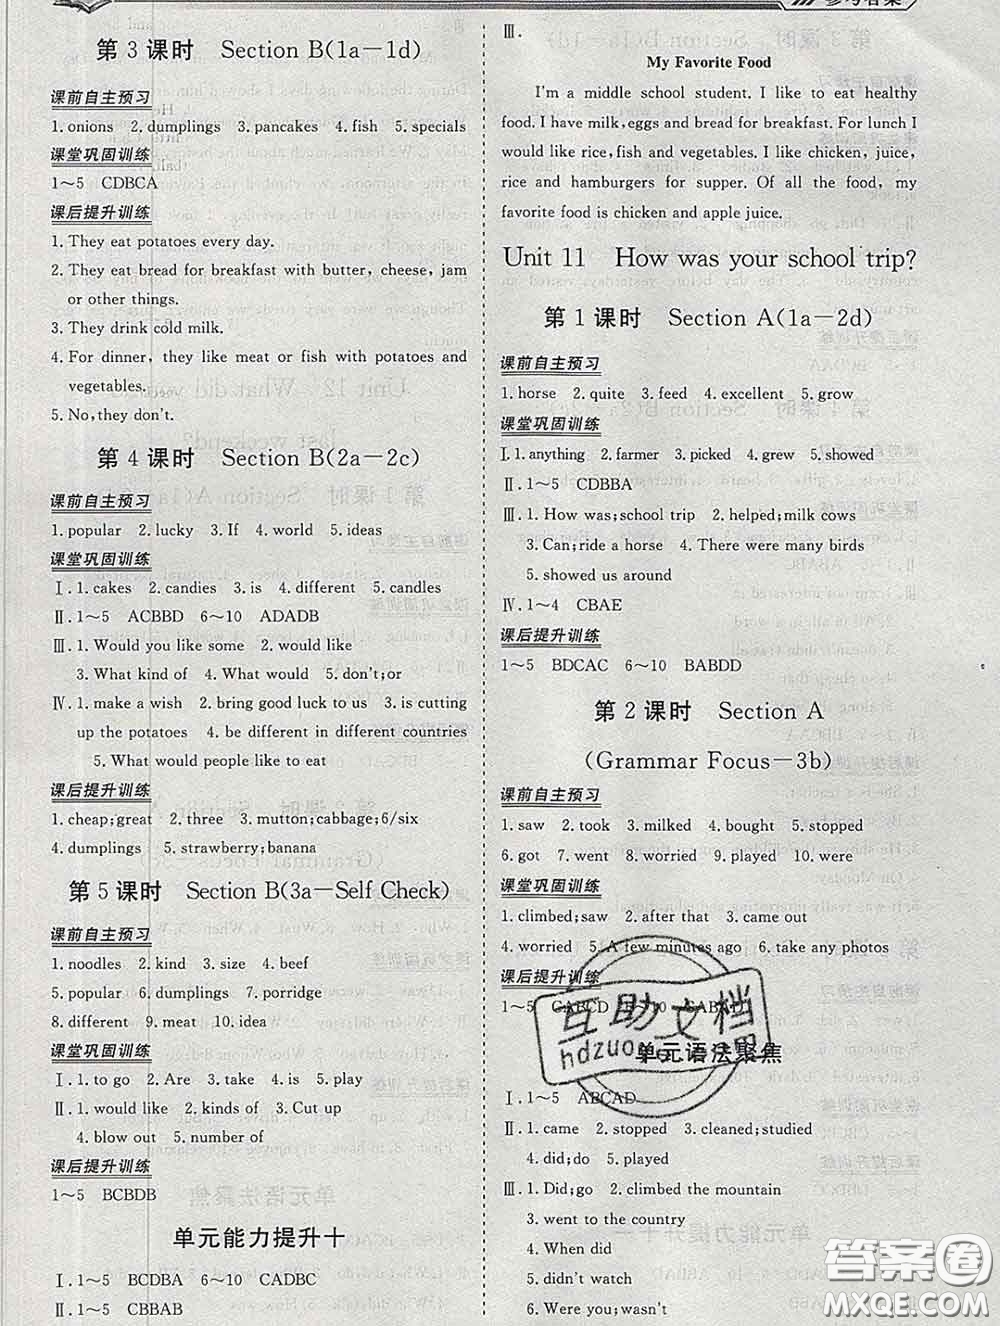 参考答案
第 3 课时 Section B(1a—1d)
课前自主预习
1. onions 2. dumplings 3. pancakes 4. fish 5. specials
课堂巩固训练
1~5 CDBCA
课后提升训练
1. They eat potatoes every day.
2. They eat bread for breakfast with butter, cheese, jam
or other things.
3. They drink cold milk.
4. For dinner, they like meat or fish with potatoes and
vegetables.
5. No, they don't.
第 4 课时 Section B(2a—2c)
课前自主预习
1. popular 2. lucky 3. If 4. world 5. ideas
课堂巩固训练
Ⅰ. 1. cakes 2. candies 3. is 4. different 5. candles
Ⅱ. 1~5 ACBBD 6~10 ADADB
Ⅲ. 1. Would you like some 2. would like
3. What kind of 4. What would 5. don't;or
Ⅳ. 1. make a wish 2. bring good luck to us 3. is cutting
up the potatoes 4. be different in different countries
5. What would people like to eat
课后提升训练
1. cheap;great 2. three 3. mutton;cabbage;6/six
4. dumplings 5. strawberry;banana
第 5 课时 Section B(3a—Self Check)
课前自主预习
1. noodles 2. kind 3. size 4. beef
5. popular 6. dumplings 7. porridge
8. different 9. meat 10. idea
课堂巩固训练
Ⅰ. 1. to go 2. Are 3. take 4. is 5. play
Ⅱ. 1. would like 2. kinds of 3. Cut up
4. blow out 5. number of
课后提升训练
1~5 BCBDB
单元能力提升十
Ⅰ. 1~5 BCDBA 6~10 CADBC
Ⅱ. 1~5 CBBAB
Ⅲ.
My Favorite Food
I'm a middle school student. I like to eat healthy
food. I have milk, eggs and bread for breakfast. For lunch I
would like rice, fish and vegetables. I like chicken, juice,
rice and hamburgers for supper. Of all the food, my
favorite food is chicken and apple juice.
Unit 11 How was your school trip?
第 1 课时 Section A(1a—2d)
课前自主预习
1. horse 2. quite 3. feed 4. excellent 5. grow
课堂巩固训练
Ⅰ. 1. anything 2. farmer 3. picked 4. grew 5. showed
Ⅱ. 1~5 CDBBA
Ⅲ. 1. How was;school trip 2. helped;milk cows
3. Can;ride a horse 4. There were many birds
5. showed us around
Ⅳ. 1~4 CBAE
课后提升训练
1~5 BDCAC 6~10 BABDD
第 2 课时 Section A
(Grammar Focus—3b)
课前自主预习
1. saw 2. took 3. milked 4. bought 5. stopped
6. got 7. went 8. worried 9. played 10. were
课堂巩固训练
1. climbed;saw 2. after that 3. came out
4. worried 5. A few minutes ago 6. take any photos
课后提升训练
1~5 CABCD
互助文档
hdzuoye
单元语法聚焦
Ⅰ. 1~5 ABCAD
Ⅱ. 1. came 2. stopped 3. cleaned;studied
4. did;do 5. played
Ⅲ. 1. Did;go 2. climbed the mountain
3. went to the country
4. When did
5. didn't watch
6. Were you;wasn't
答案圈
MXQE.COM